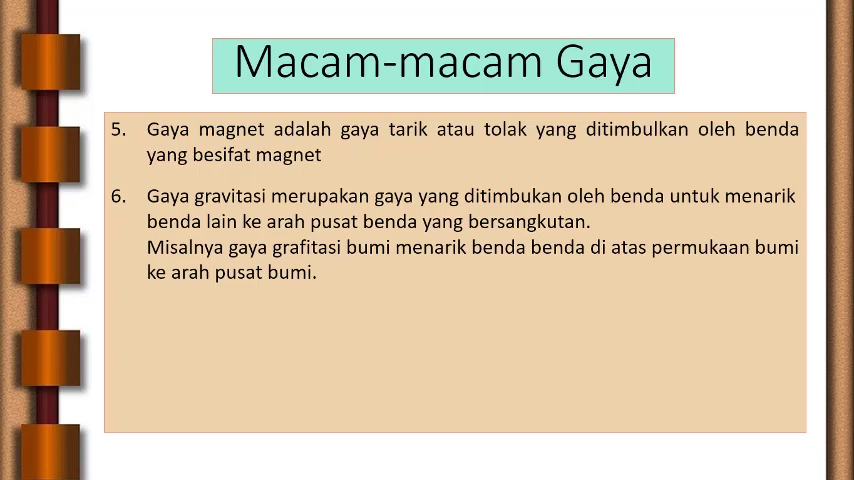 Macam-macam Gaya
5. Gaya magnet adalah gaya tarik atau tolak yang ditimbulkan oleh benda
yang besifat magnet
6. Gaya gravitasi merupakan gaya yang ditimbukan oleh benda untuk menarik
benda lain ke arah pusat benda yang bersangkutan.
Misalnya gaya grafitasi bumi menarik benda benda di atas permukaan bumi
ke arah pusat bumi.